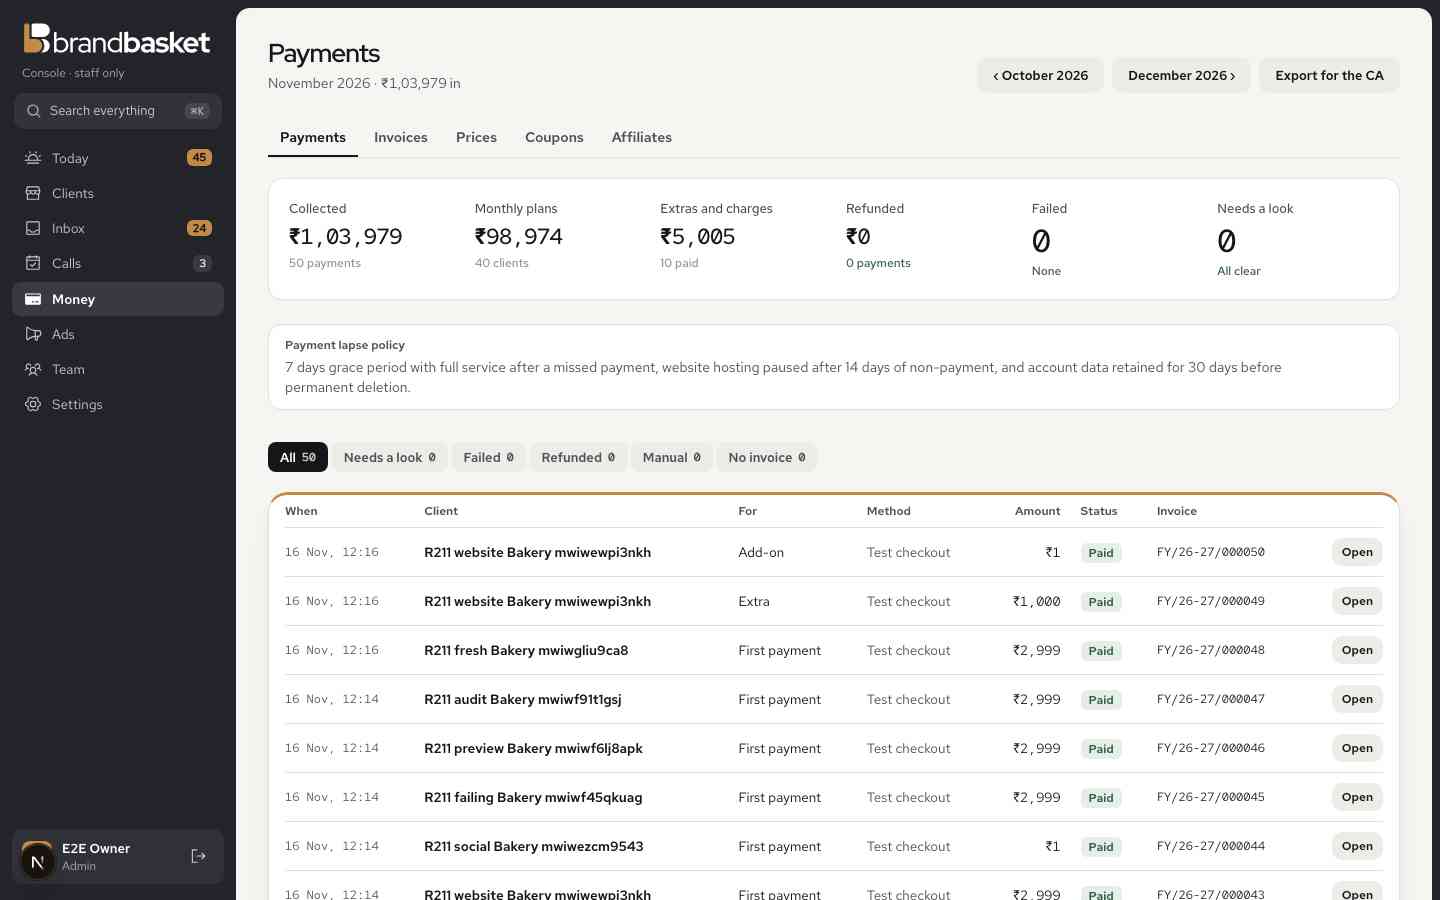 brandbasket
Console · staff only
Search everything ⌘K
Today 45
Clients
Inbox 24
Calls 3
Money
Ads
Team
Settings
N
E2E Owner
Admin
Payments
November 2026 · ₹1,03,979 in
‹ October 2026 December 2026 › Export for the CA
Payments Invoices Prices Coupons Affiliates
Collected Monthly plans Extras and charges Refunded Failed Needs a look
₹1,03,979 ₹98,974 ₹5,005 ₹0 0 0
50 payments 40 clients 10 paid 0 payments None All clear
Payment lapse policy
7 days grace period with full service after a missed payment, website hosting paused after 14 days of non-payment, and account data retained for 30 days before
permanent deletion.
All 50 Needs a look 0 Failed 0 Refunded 0 Manual 0 No invoice 0
When Client For Method Amount Status Invoice
16 Nov, 12:16 R211 website Bakery mwiwewpi3nkh Add-on Test checkout ₹1 Paid FY/26-27/000050 Open
16 Nov, 12:16 R211 website Bakery mwiwewpi3nkh Extra Test checkout ₹1,000 Paid FY/26-27/000049 Open
16 Nov, 12:16 R211 fresh Bakery mwiwgliu9ca8 First payment Test checkout ₹2,999 Paid FY/26-27/000048 Open
16 Nov, 12:14 R211 audit Bakery mwiwf91t1gsj First payment Test checkout ₹2,999 Paid FY/26-27/000047 Open
16 Nov, 12:14 R211 preview Bakery mwiwf6lj8apk First payment Test checkout ₹2,999 Paid FY/26-27/000046 Open
16 Nov, 12:14 R211 failing Bakery mwiwf45qkuag First payment Test checkout ₹2,999 Paid FY/26-27/000045 Open
16 Nov, 12:14 R211 social Bakery mwiwezcm9543 First payment Test checkout ₹1 Paid FY/26-27/000044 Open
16 Nov, 12:14 R211 website Bakery mwiwewpi3nkh First payment Test checkout ₹2,999 Paid FY/26-27/000043 Open